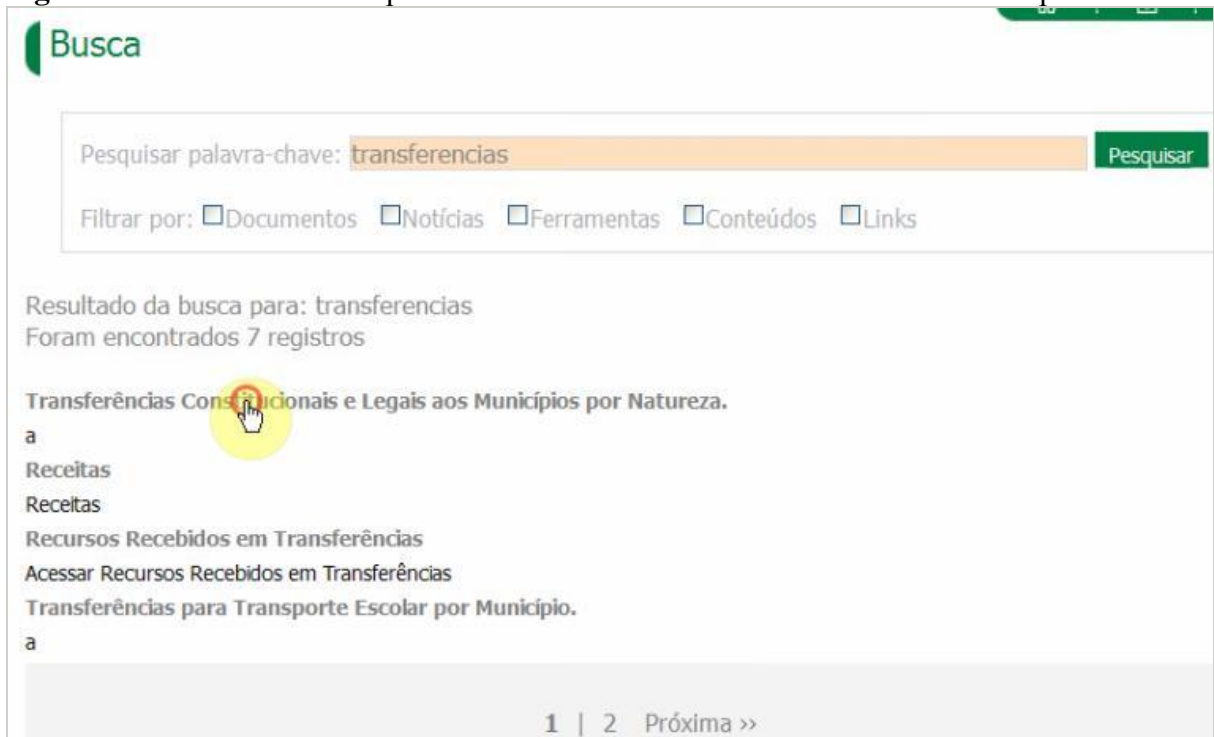 Busca
Pesquisar palavra-chave: transferencias Pesquisar
Filtrar por: Documentos Notícias Ferramentas Conteúdos Links
Resultado da busca para: transferencias
Foram encontrados 7 registros
Transferências Constitucionais e Legais aos Municípios por Natureza.
a
Receitas
Receitas
Recursos Recebidos em Transferências
Acessar Recursos Recebidos em Transferências
Transferências para Transporte Escolar por Município.
a
1 | 2 Próxima ››